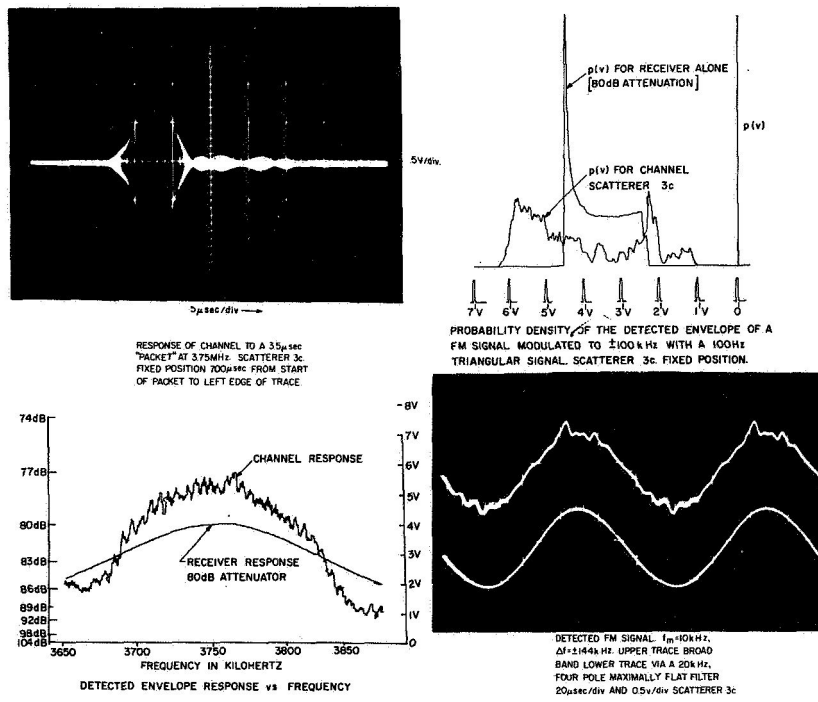 .5V/div.
5µsec/div
RESPONSE OF CHANNEL TO A 3.5µsec
"PACKET" AT 3.75MHz. SCATTERER 3c.
FIXED POSITION 700µsec FROM START
OF PACKET TO LEFT EDGE OF TRACE.
p(v) FOR RECEIVER ALONE
[80dB ATTENUATION]
p(v)
p(v) FOR CHANNEL
SCATTERER 3c
7V 6V 5V 4V 3V 2V 1V 0
PROBABILITY DENSITY OF THE DETECTED ENVELOPE OF A
FM SIGNAL MODULATED TO ±100 kHz WITH A 100Hz
TRIANGULAR SIGNAL. SCATTERER 3c. FIXED POSITION.
74dB
77dB
80dB
83dB
86dB
89dB
92dB
98dB
104dB
8V
7V
6V
5V
4V
3V
2V
1V
0
CHANNEL RESPONSE
RECEIVER RESPONSE
80dB ATTENUATOR
3650 3700 3750 3800 3850
FREQUENCY IN KILOHERTZ
DETECTED ENVELOPE RESPONSE vs FREQUENCY
DETECTED FM SIGNAL. fm=10kHz,
Δf=±144kHz. UPPER TRACE BROAD
BAND LOWER TRACE VIA A 20kHz,
FOUR POLE MAXIMALLY FLAT FILTER
20µsec/div AND 0.5v/div SCATTERER 3c